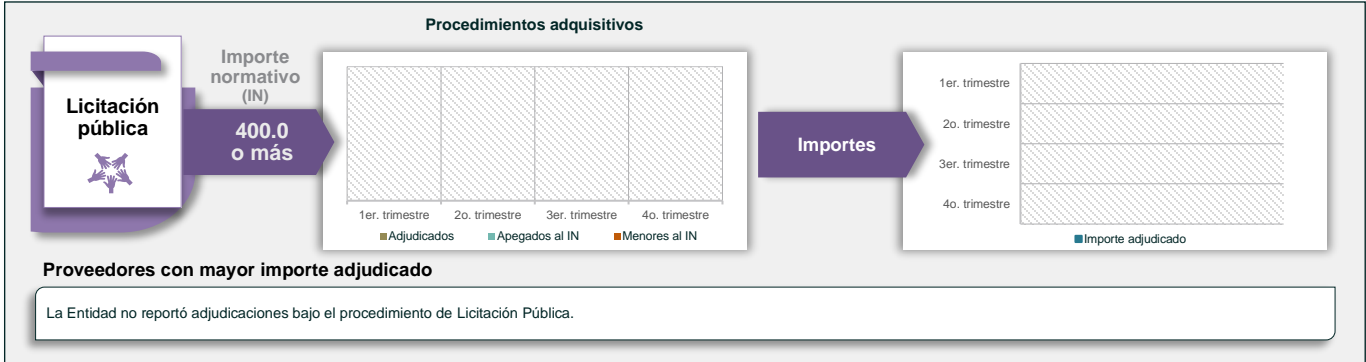 Procedimientos adquisitivos
Licitación
pública
Importe
normativo
(IN)
400.0
o más
1er. trimestre
2o. trimestre
3er. trimestre
4o. trimestre
Adjudicados
Apegados al IN
Menores al IN
Importes
1er. trimestre
2o. trimestre
3er. trimestre
4o. trimestre
Importe adjudicado
Proveedores con mayor importe adjudicado
La Entidad no reportó adjudicaciones bajo el procedimiento de Licitación Pública.